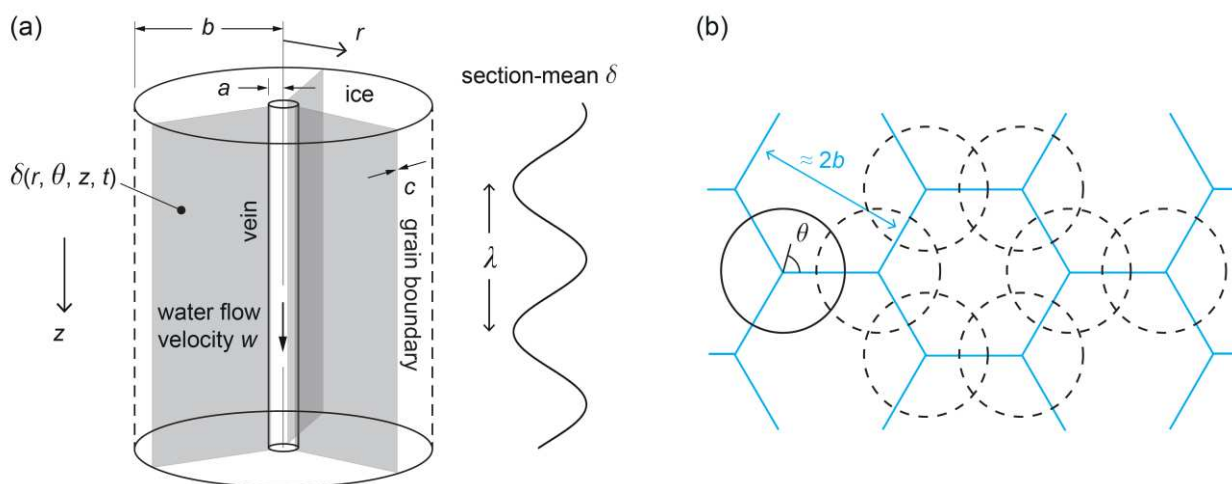 (a)
b
r
a
ice
section-mean δ
δ(r, θ, z, t)
c
vein
grain boundary
λ
z
water flow
velocity w
(b)
≈ 2b
θ